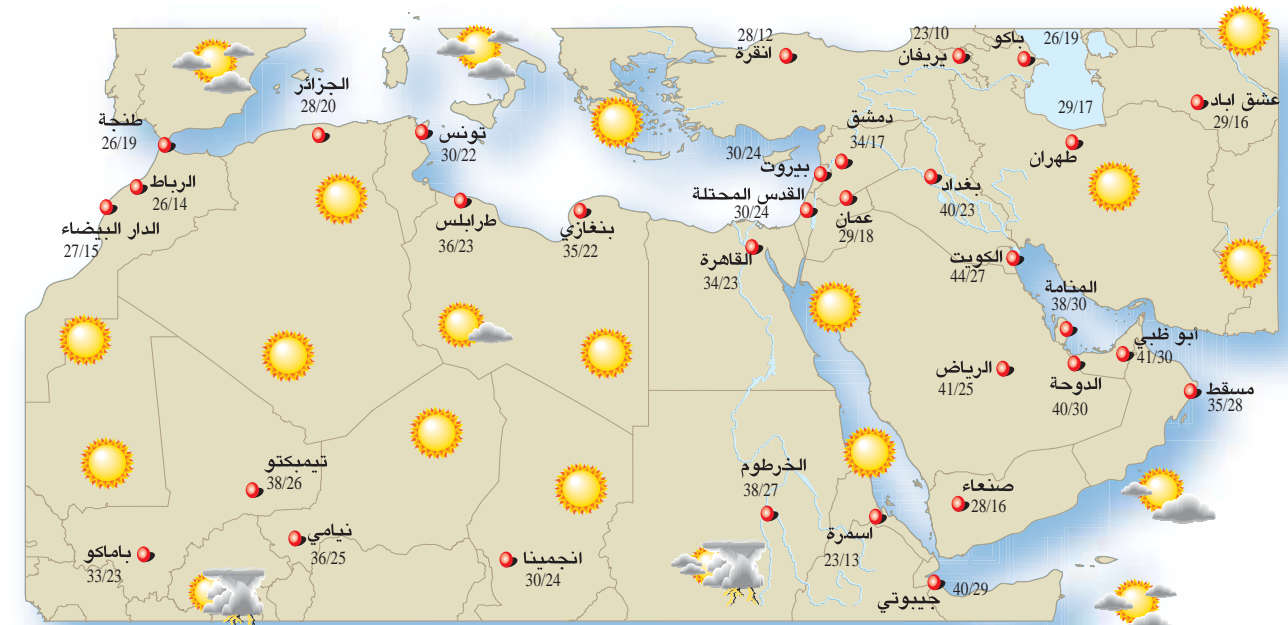 28/12
انقرة
23/10
يريفان
باكو
26/19
عشق اباد
29/16
29/17
طهران
الجزائر
28/20
طنجة
26/19
تونس
30/22
دمشق
34/17
30/24
بيروت
بغداد
40/23
الرباط
26/14
القدس المحتلة
30/24
عمان
29/18
الدار البيضاء
27/15
طرابلس
36/23
بنغازي
35/22
القاهرة
34/23
الكويت
44/27
المنامة
38/30
أبو ظبي
41/30
الرياض
41/25
الدوحة
40/30
مسقط
35/28
تيمبكتو
38/26
الخرطوم
38/27
صنعاء
28/16
نيامي
36/25
اسمرة
23/13
باماكو
33/23
انجمينا
30/24
40/29
جيبوتي